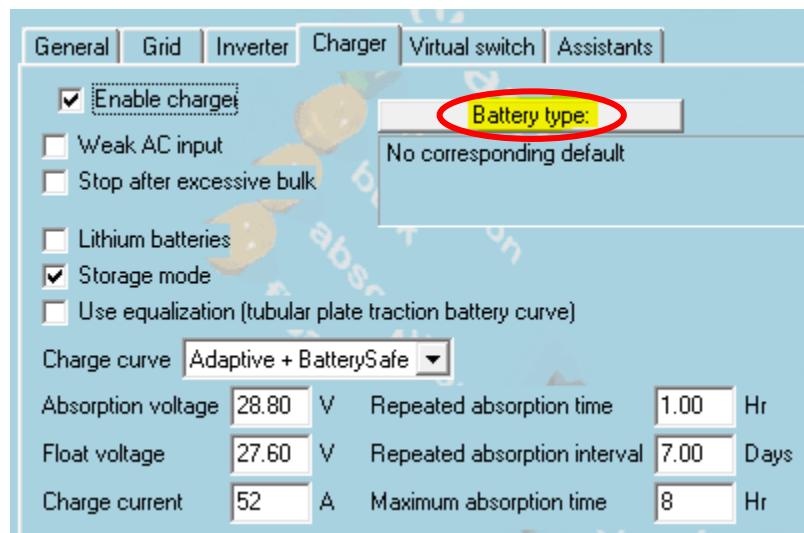 General Grid Inverter Charger Virtual switch Assistants
Enable charger
Battery type:
Weak AC input
No corresponding default
Stop after excessive bulk
Lithium batteries
Storage mode
Use equalization (tubular plate traction battery curve)
Charge curve Adaptive + BatterySafe
Absorption voltage 28.80 V Repeated absorption time 1.00 Hr
Float voltage 27.60 V Repeated absorption interval 7.00 Days
Charge current 52 A Maximum absorption time 8 Hr